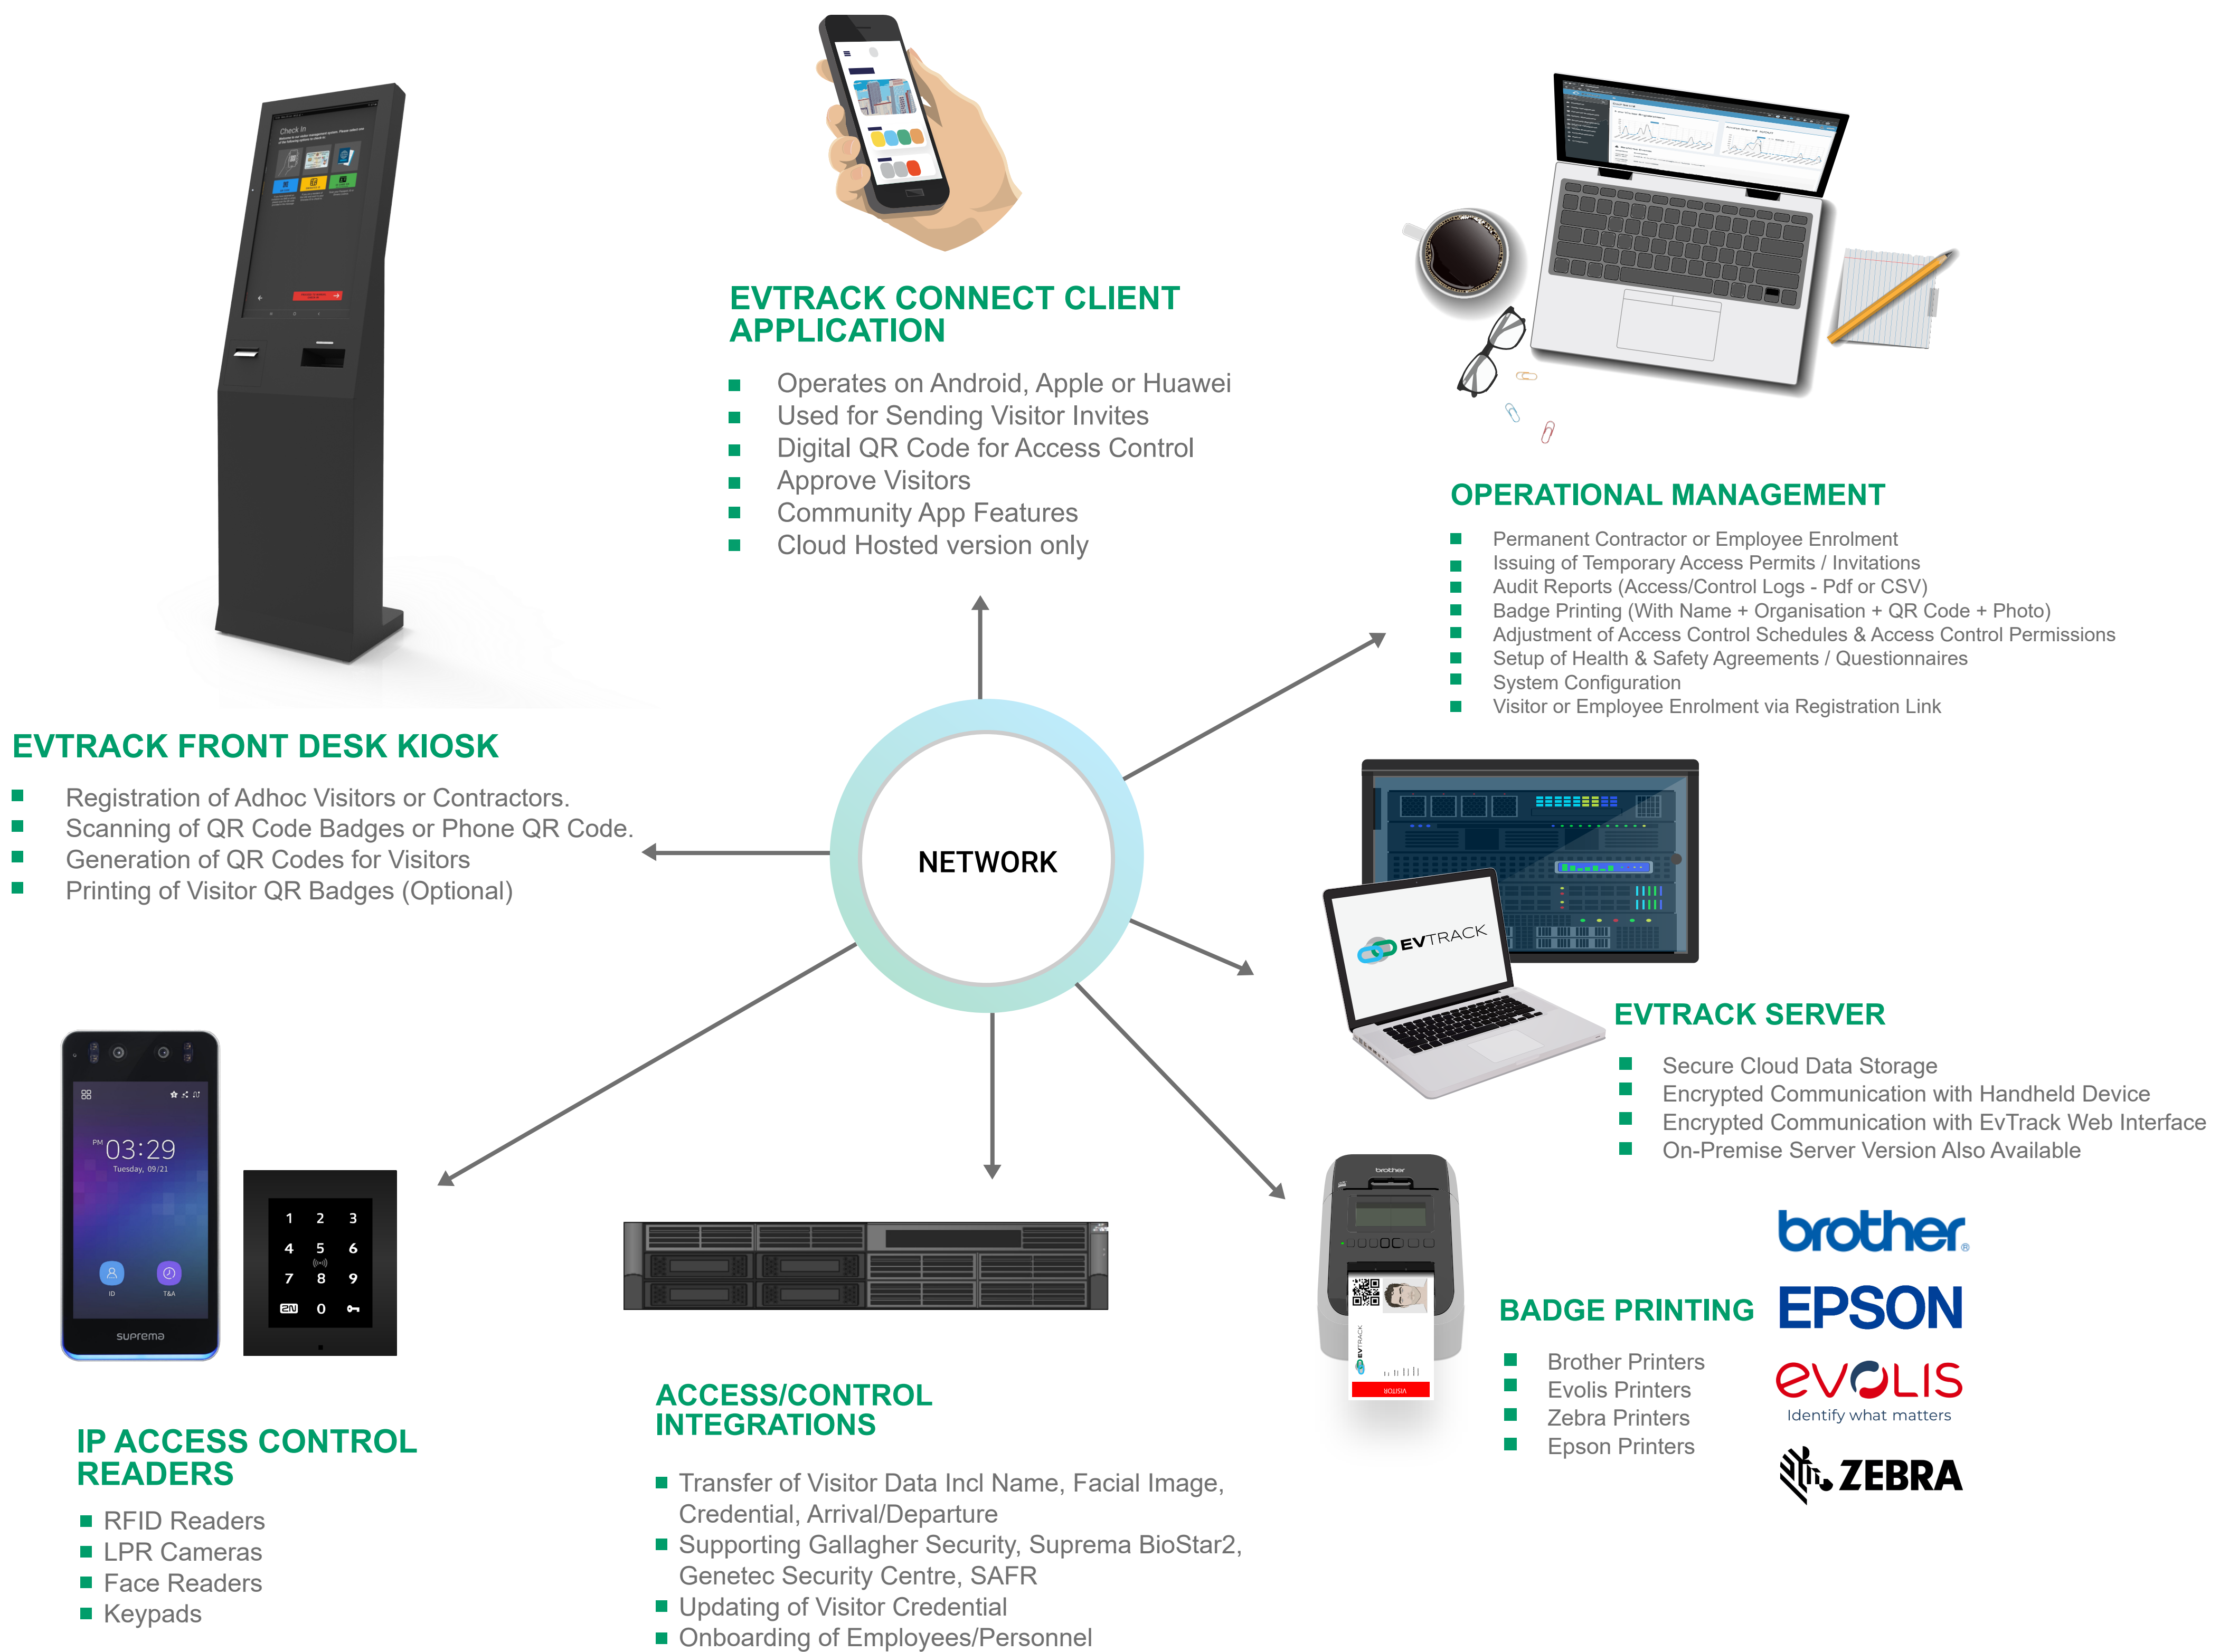 Check In
EVTRACK CONNECT CLIENT
APPLICATION
Operates on Android, Apple or Huawei
Used for Sending Visitor Invites
Digital QR Code for Access Control
Approve Visitors
Community App Features
Cloud Hosted version only
OPERATIONAL MANAGEMENT
Permanent Contractor or Employee Enrolment
Issuing of Temporary Access Permits / Invitations
Audit Reports (Access/Control Logs - Pdf or CSV)
Badge Printing (With Name + Organisation + QR Code + Photo)
Adjustment of Access Control Schedules & Access Control Permissions
Setup of Health & Safety Agreements / Questionnaires
System Configuration
Visitor or Employee Enrolment via Registration Link
EVTRACK FRONT DESK KIOSK
Registration of Adhoc Visitors or Contractors.
Scanning of QR Code Badges or Phone QR Code.
Generation of QR Codes for Visitors
Printing of Visitor QR Badges (Optional)
NETWORK
EVTRACK
EVTRACK SERVER
Secure Cloud Data Storage
Encrypted Communication with Handheld Device
Encrypted Communication with EvTrack Web Interface
On-Premise Server Version Also Available
PM 03:29
Tuesday, 09/21
ID
T&A
suprema
1 2 3
4 5 6
7 8 9
2N 0
IP ACCESS CONTROL
READERS
RFID Readers
LPR Cameras
Face Readers
Keypads
ACCESS/CONTROL
INTEGRATIONS
Transfer of Visitor Data Incl Name, Facial Image,
Credential, Arrival/Departure
Supporting Gallagher Security, Suprema BioStar2,
Genetec Security Centre, SAFR
Updating of Visitor Credential
Onboarding of Employees/Personnel
brother
EVTRACK
VISITOR
BADGE PRINTING
Brother Printers
Evolis Printers
Zebra Printers
Epson Printers
brother®
EPSON
evolis
Identify what matters
ZEBRA